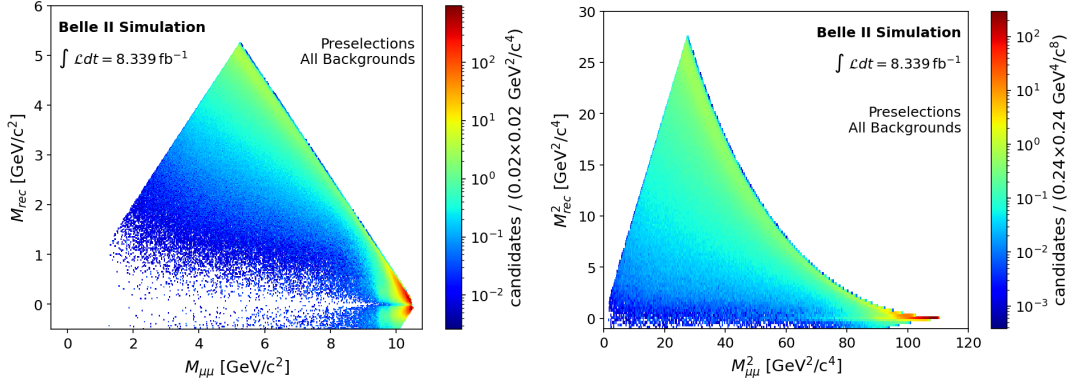 Belle II Simulation
∫ ℒdt = 8.339 fb⁻¹
Preselections
All Backgrounds
6
5
4
3
2
1
0
M_rec [GeV/c²]
0 2 4 6 8 10
M_μμ [GeV/c²]
10²
10¹
10⁰
10⁻¹
10⁻²
candidates / (0.02×0.02 GeV²/c⁴)
Belle II Simulation
∫ ℒdt = 8.339 fb⁻¹
Preselections
All Backgrounds
30
25
20
15
10
5
0
M²_rec [GeV²/c⁴]
0 20 40 60 80 100 120
M²_μμ [GeV²/c⁴]
10²
10¹
10⁰
10⁻¹
10⁻²
10⁻³
candidates / (0.24×0.24 GeV⁴/c⁸)